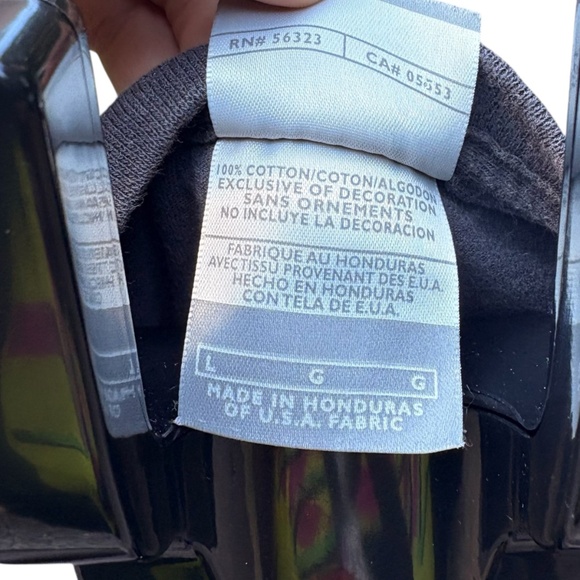 RN# 56323 | CA# 05553
100% COTTON/COTON/ALGODON
EXCLUSIVE OF DECORATION
SANS ORNEMENTS
NO INCLUYE LA DECORACION
FABRIQUE AU HONDURAS
AVECTISSU PROVENANT DES E.U.A.
HECHO EN HONDURAS
CON TELA DE E.U.A.
L G G
MADE IN HONDURAS
OF U.S.A. FABRIC